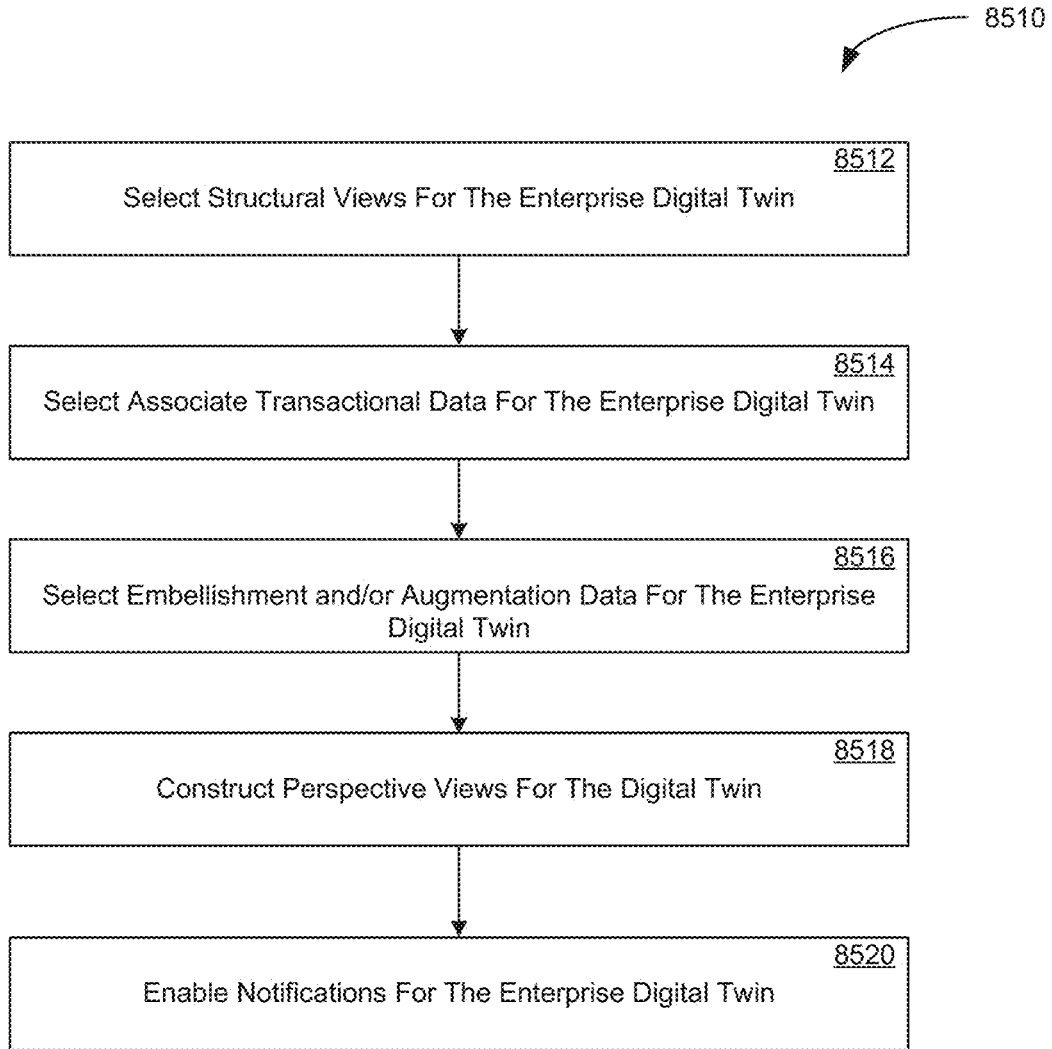 8510
8512
Select Structural Views For The Enterprise Digital Twin
8514
Select Associate Transactional Data For The Enterprise Digital Twin
8516
Select Embellishment and/or Augmentation Data For The Enterprise
Digital Twin
8518
Construct Perspective Views For The Digital Twin
8520
Enable Notifications For The Enterprise Digital Twin